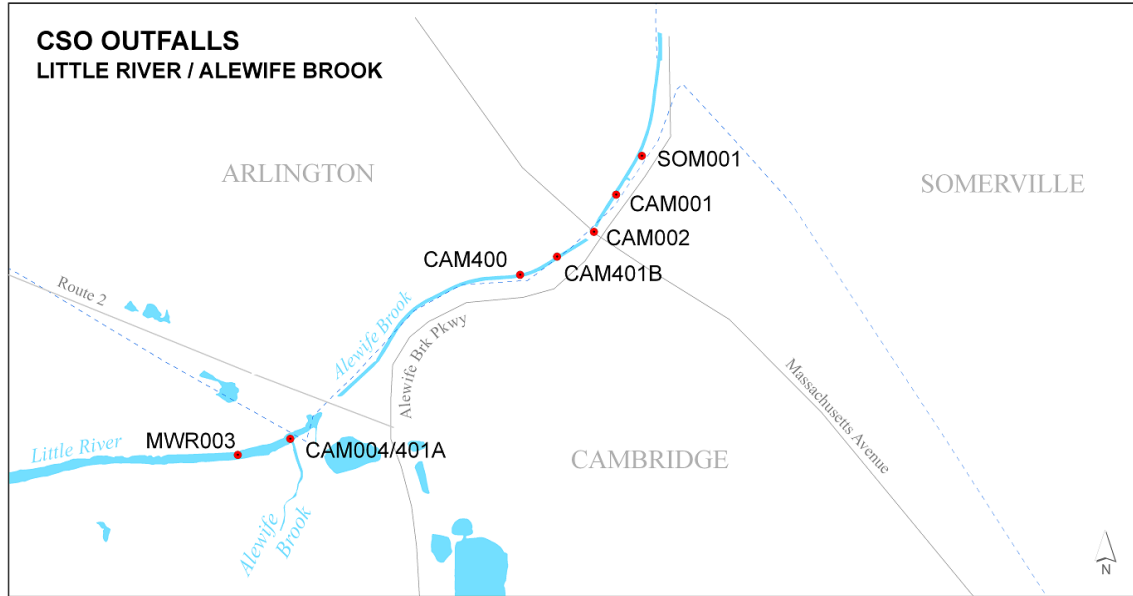 CSO OUTFALLS
LITTLE RIVER / ALEWIFE BROOK
SOM001
ARLINGTON
SOMERVILLE
CAM001
CAM002
CAM400
CAM401B
Route 2
Alewife Brook
Alewife Brk Pkwy
Massachusetts Avenue
Little River
MWR003
CAM004/401A
CAMBRIDGE
Alewife
Brook
N